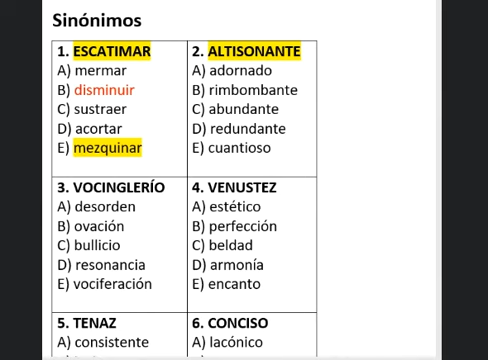 Sinónimos
1. ESCATIMAR
A) mermar
B) disminuir
C) sustraer
D) acortar
E) mezquinar
2. ALTISONANTE
A) adornado
B) rimbombante
C) abundante
D) redundante
E) cuantioso
3. VOCINGLERÍO
A) desorden
B) ovación
C) bullicio
D) resonancia
E) vociferación
4. VENUSTEZ
A) estético
B) perfección
C) beldad
D) armonía
E) encanto
5. TENAZ
A) consistente
6. CONCISO
A) lacónico